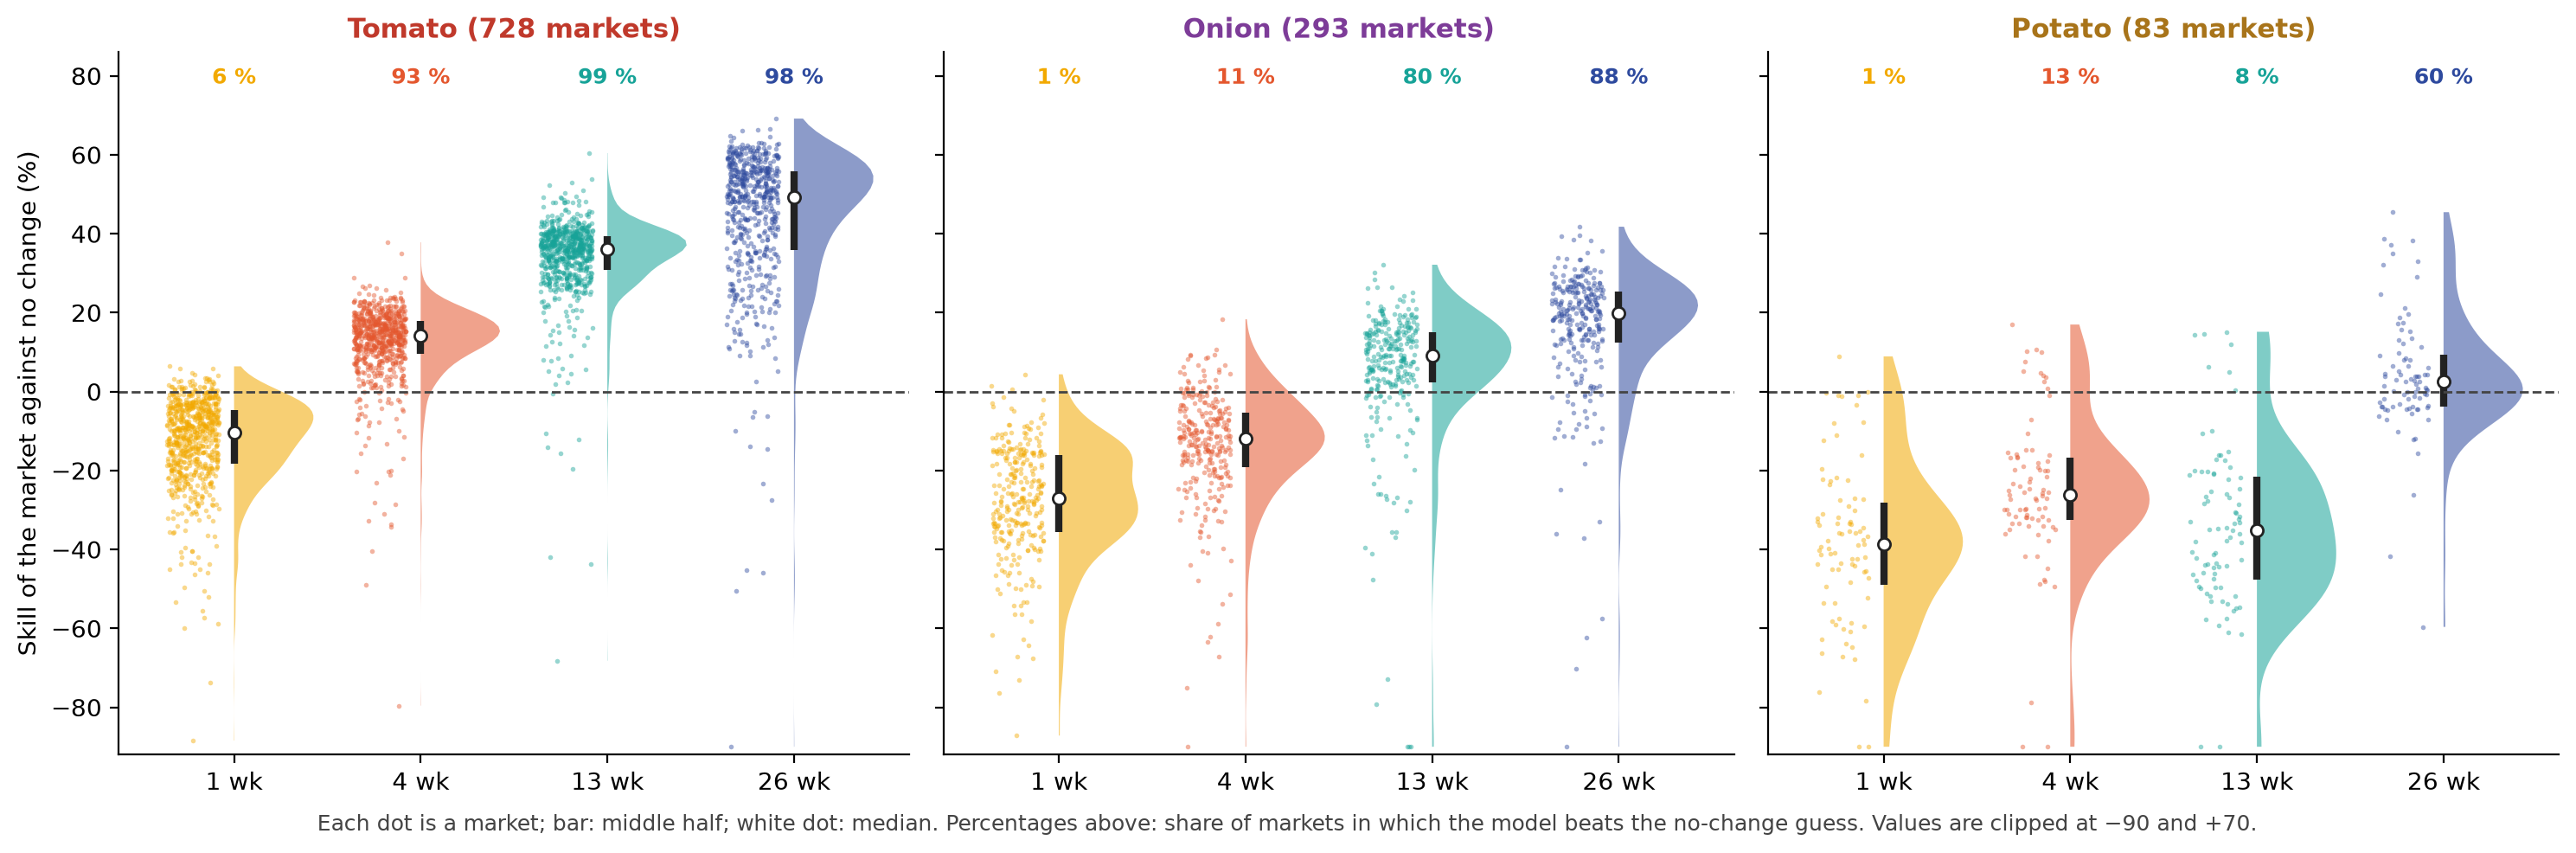 Tomato (728 markets)
Onion (293 markets)
Potato (83 markets)
6 % 93 % 99 % 98 %
1 % 11 % 80 % 88 %
1 % 13 % 8 % 60 %
Skill of the market against no change (%)
80
60
40
20
0
−20
−40
−60
−80
1 wk 4 wk 13 wk 26 wk
1 wk 4 wk 13 wk 26 wk
1 wk 4 wk 13 wk 26 wk
Each dot is a market; bar: middle half; white dot: median. Percentages above: share of markets in which the model beats the no-change guess. Values are clipped at −90 and +70.